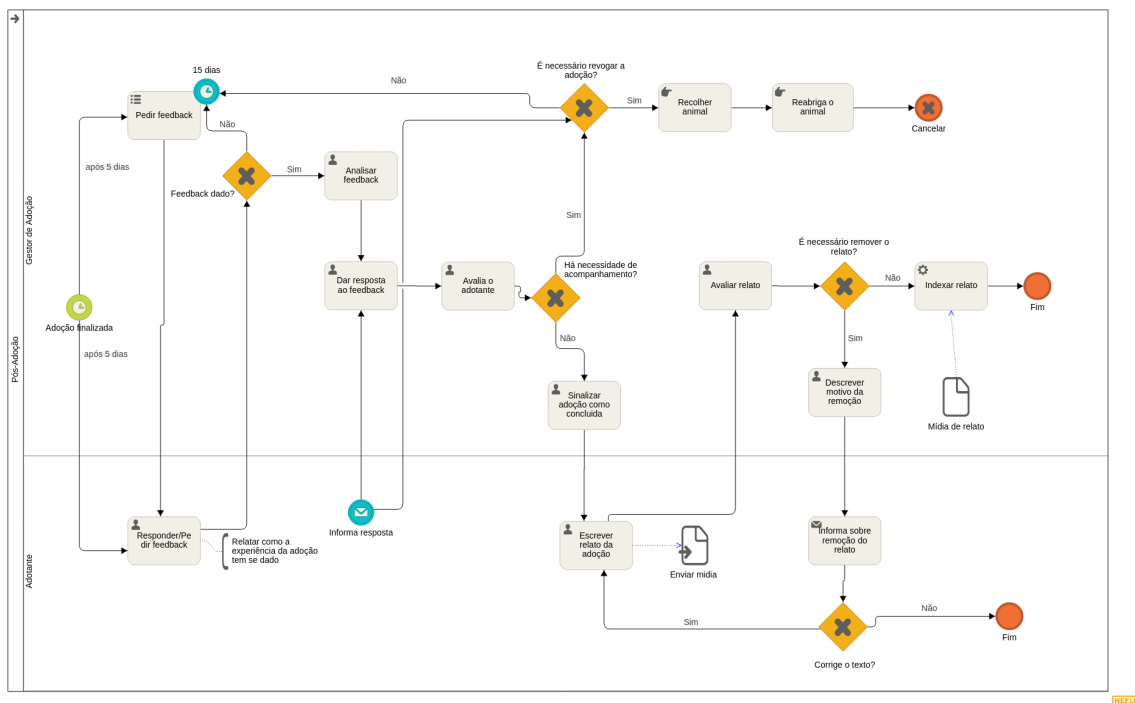 Pós-Adoção
Gestor de Adoção
Adotante
15 dias
Pedir feedback
Não
após 5 dias
Feedback dado?
Sim
Analisar
feedback
Não
É necessário revogar a
adoção?
Sim
Recolher
animal
Reabriga o
animal
Cancelar
Sim
Dar resposta
ao feedback
Avalia o
adotante
Há necessidade de
acompanhamento?
Não
Adoção finalizada
após 5 dias
Sinalizar
adoção como
concluida
Avaliar relato
É necessário remover o
relato?
Não
Indexar relato
Fim
Sim
Descrever
motivo da
remoção
Mídia de relato
Responder/Pe
dir feedback
Relatar como a
experiência da adoção
tem se dado
Informa resposta
Escrever
relato da
adoção
Enviar midia
Informa sobre
remoção do
relato
Sim
Corrige o texto?
Não
Fim